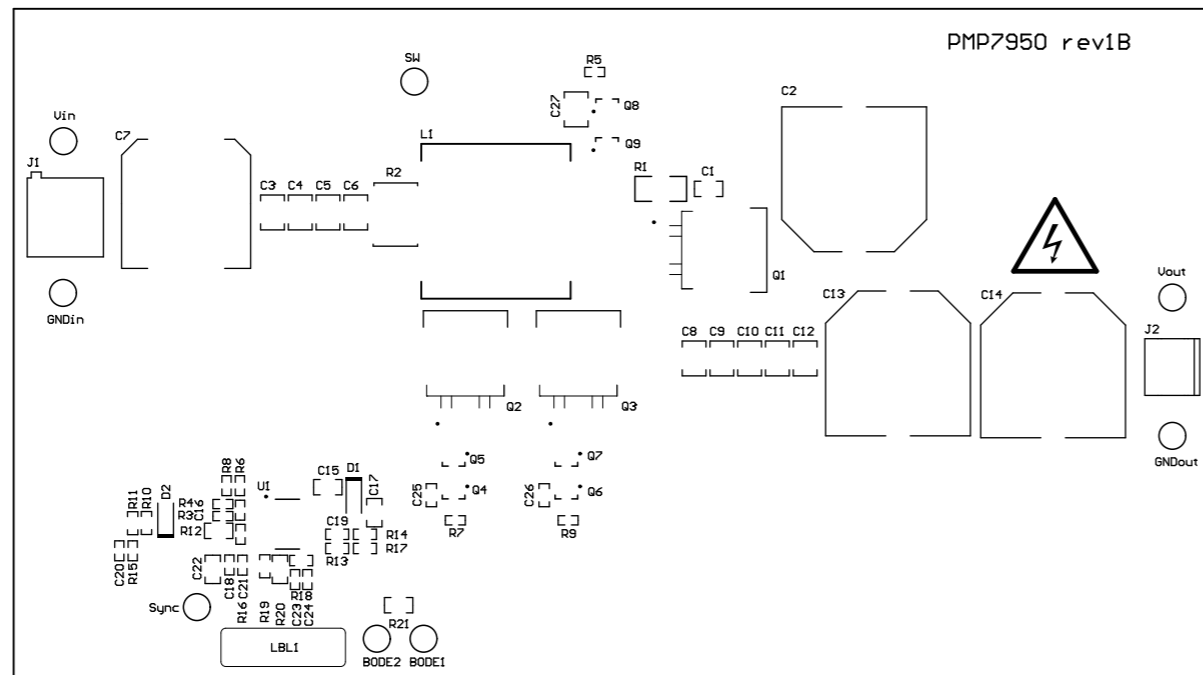 PMP7950 rev1B
SW
R5
C27
Q8
Q9
C2
Vin
J1
C7
C3 C4 C5 C6
R2
L1
R1
C1
Q1
GNDin
C13
C14
Vout
J2
GNDout
C8 C9 C10 C11 C12
Q2
Q3
Q5
Q4
C25
R7
Q7
Q6
C26
R9
R11
R10
D2
R8
R6
U1
R4
R3
C16
R12
C15
D1
C17
C19
R13
R14
R17
C20
R15
C22
C18
C21
R16
R19
R20
R18
C23
C24
Sync
LBL1
R21
BODE2
BODE1